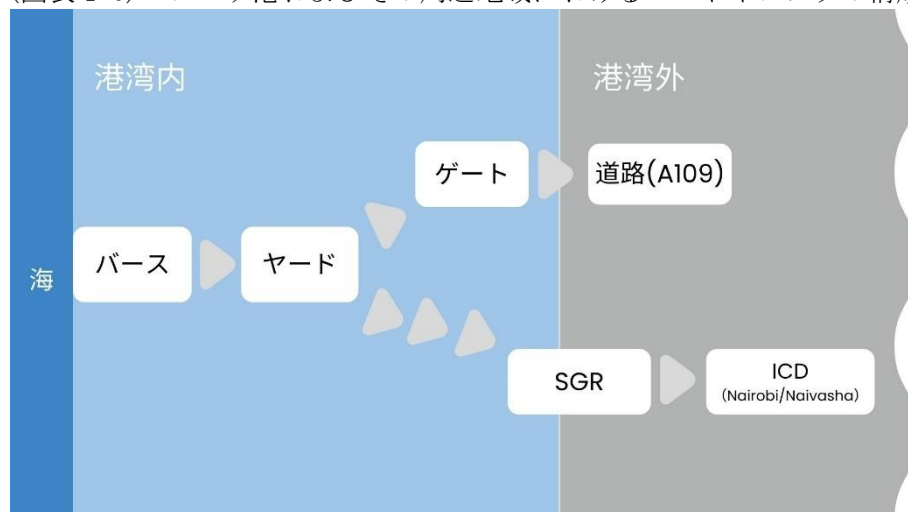 港湾内
港湾外
ゲート
道路(A109)
バース
ヤード
海
SGR
ICD
(Nairobi/Naivasha)